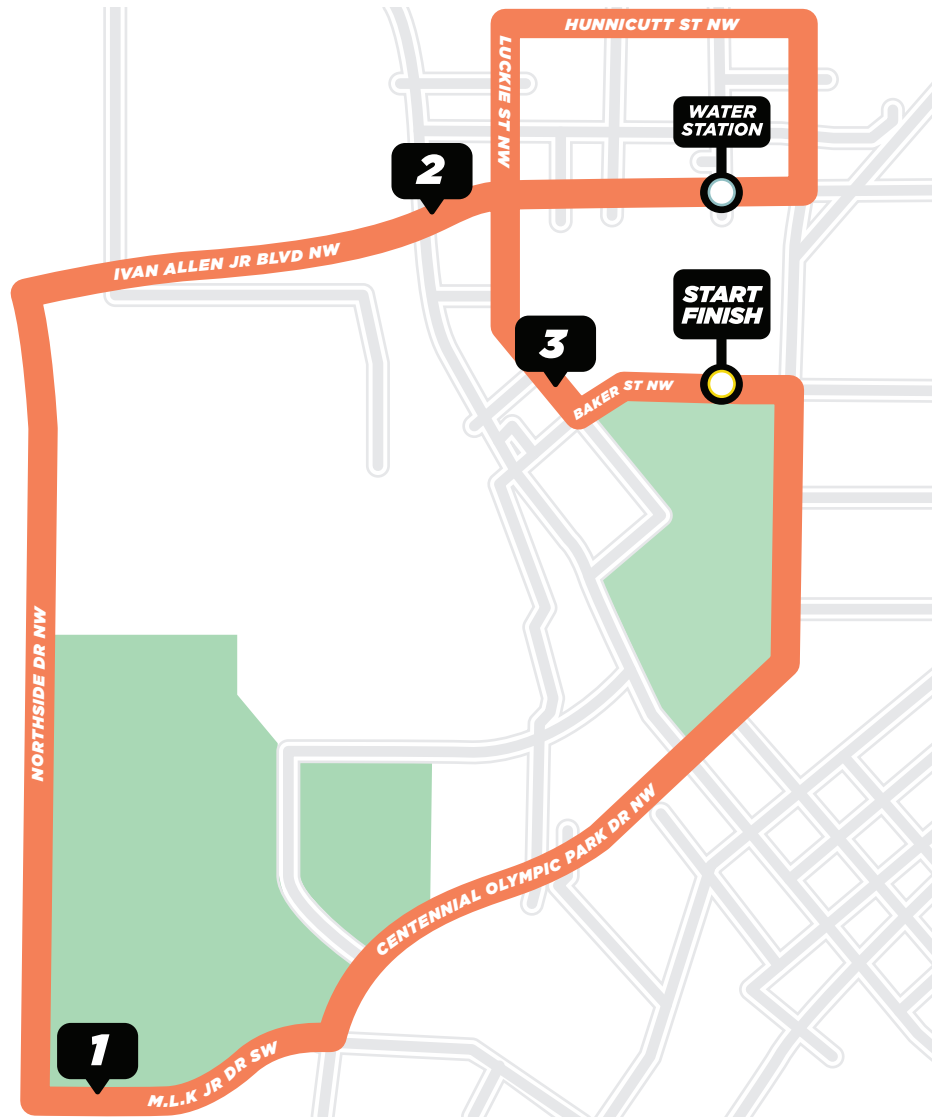 HUNNICUTT ST NW
LUCKIE ST NW
WATER
STATION
2
IVAN ALLEN JR BLVD NW
START
FINISH
3
BAKER ST NW
NORTHSIDE DR NW
CENTENNIAL OLYMPIC PARK DR NW
1
M.L.K JR DR SW